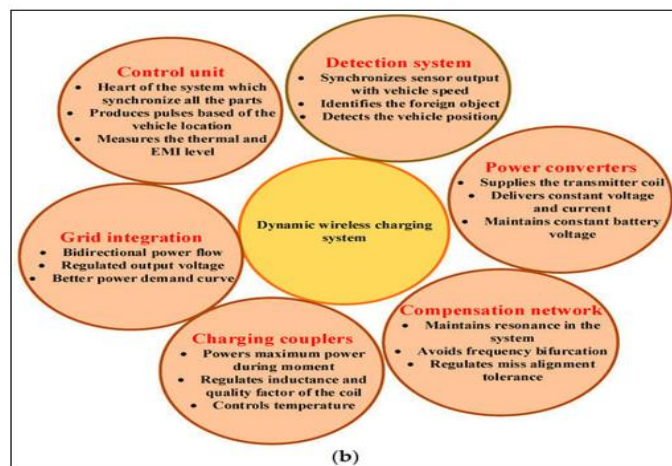 Control unit
• Heart of the system which
synchronize all the parts
• Produces pulses based of the
vehicle location
• Measures the thermal and
EMI level
Detection system
• Synchronizes sensor output
with vehicle speed
• Identifies the foreign object
• Detects the vehicle position
Power converters
• Supplies the transmitter coil
• Delivers constant voltage
and current
• Maintains constant battery
voltage
Dynamic wireless charging
system
Grid integration
• Bidirectional power flow
• Regulated output voltage
• Better power demand curve
Compensation network
• Maintains resonance in the
system
• Avoids frequency bifurcation
• Regulates miss alignment
tolerance
Charging couplers
• Powers maximum power
during moment
• Regulates inductance and
quality factor of the coil
• Controls temperature
(b)